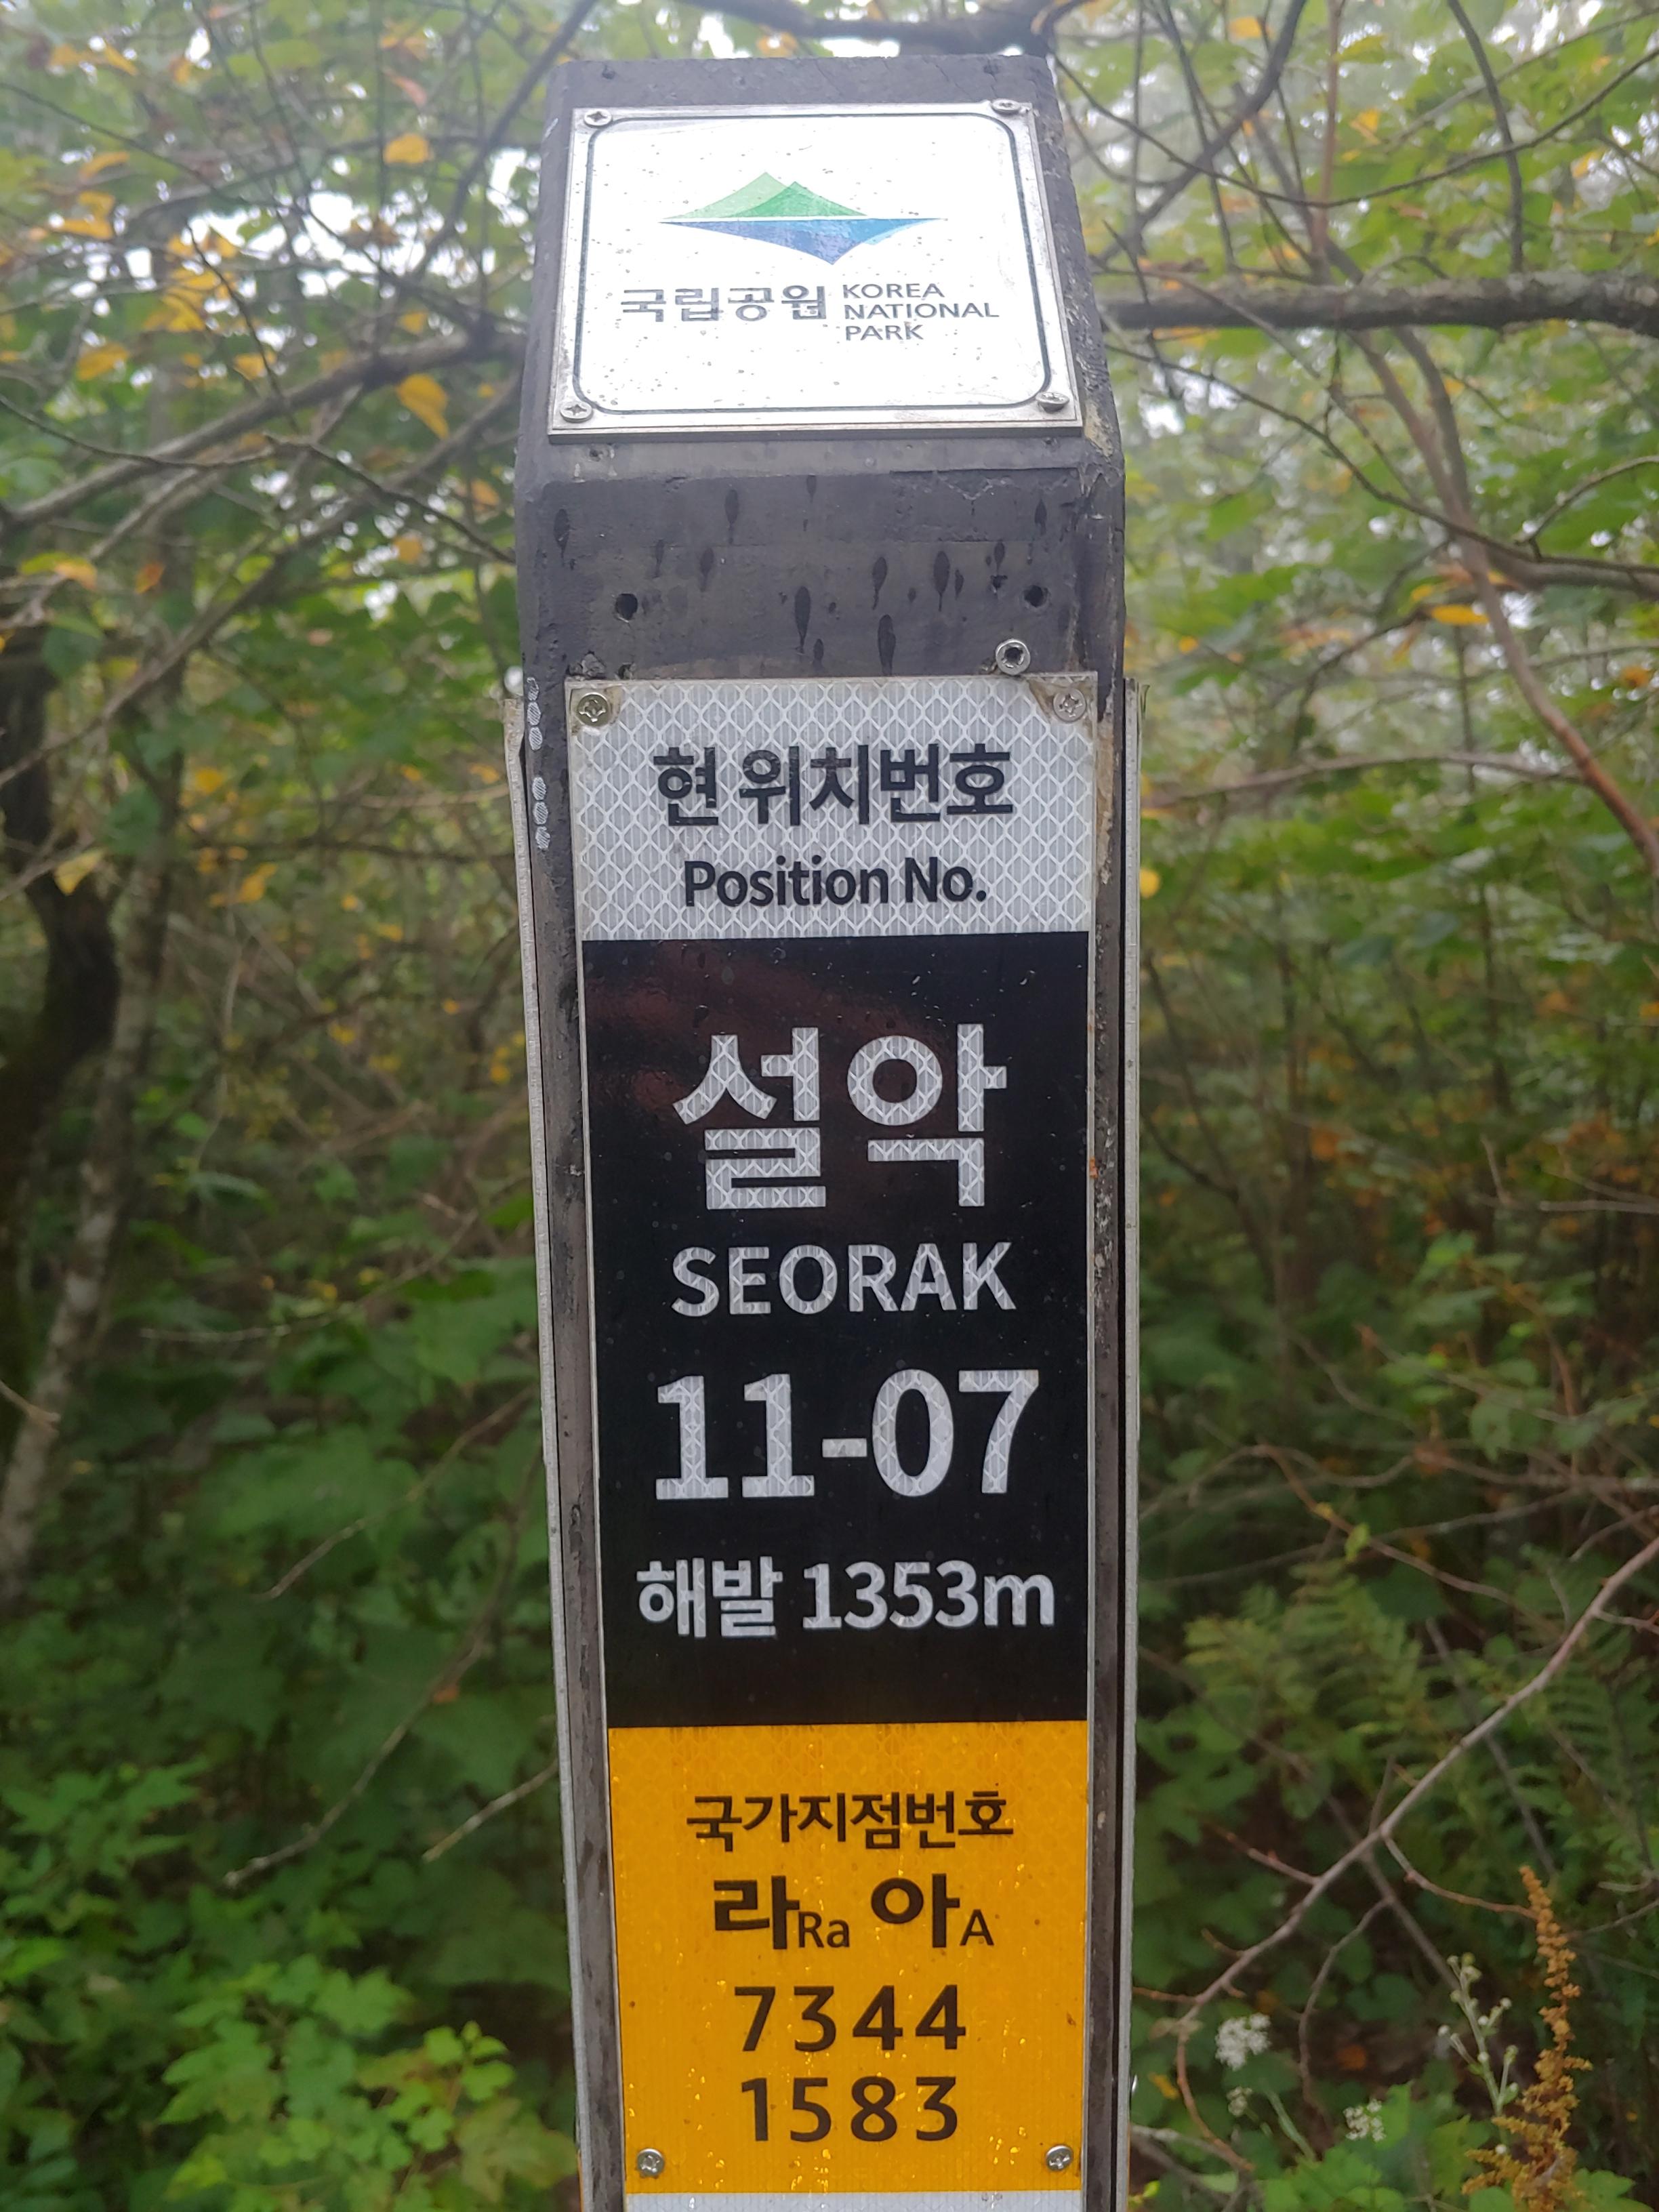 국립공원 KOREA NATIONAL PARK
현 위치번호
Position No.
설악
SEORAK
11-07
해발 1353m
국가지점번호
라Ra 아A
7344
1583